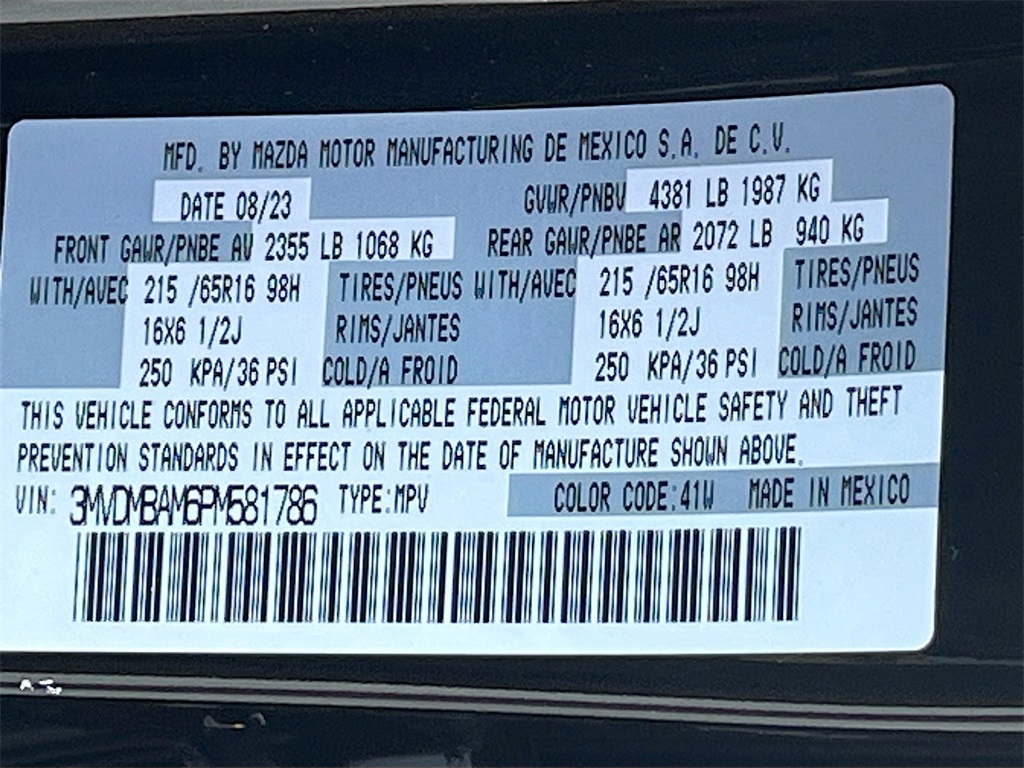 MFD. BY MAZDA MOTOR MANUFACTURING DE MEXICO S.A. DE C.V.
DATE 08/23 GVWR/PNBV 4381 LB 1987 KG
FRONT GAWR/PNBE AV 2355 LB 1068 KG REAR GAWR/PNBE AR 2072 LB 940 KG
WITH/AVEC 215 /65R16 98H TIRES/PNEUS WITH/AVEC 215 /65R16 98H TIRES/PNEUS
16X6 1/2J RIMS/JANTES 16X6 1/2J RIMS/JANTES
250 KPA/36 PSI COLD/A FROID 250 KPA/36 PSI COLD/A FROID
THIS VEHICLE CONFORMS TO ALL APPLICABLE FEDERAL MOTOR VEHICLE SAFETY AND THEFT
PREVENTION STANDARDS IN EFFECT ON THE DATE OF MANUFACTURE SHOWN ABOVE.
VIN: 3MVDMBAM6PM581786 TYPE:MPV COLOR CODE:41W MADE IN MEXICO